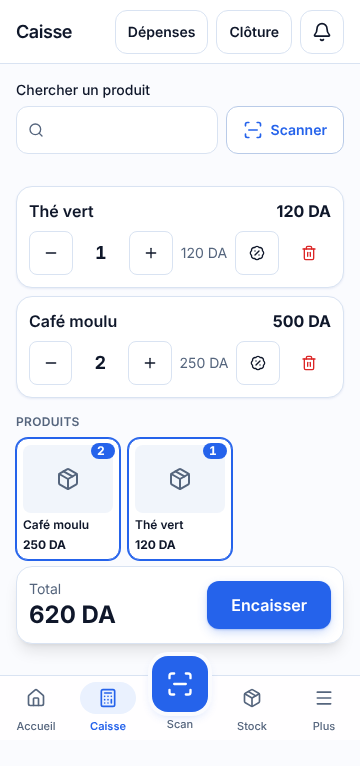 Caisse
Dépenses
Clôture
Chercher un produit
Scanner
Thé vert 120 DA
1 120 DA
Café moulu 500 DA
2 250 DA
PRODUITS
2 1
Café moulu Thé vert
250 DA 120 DA
Total
620 DA
Encaisser
Accueil Caisse Scan Stock Plus